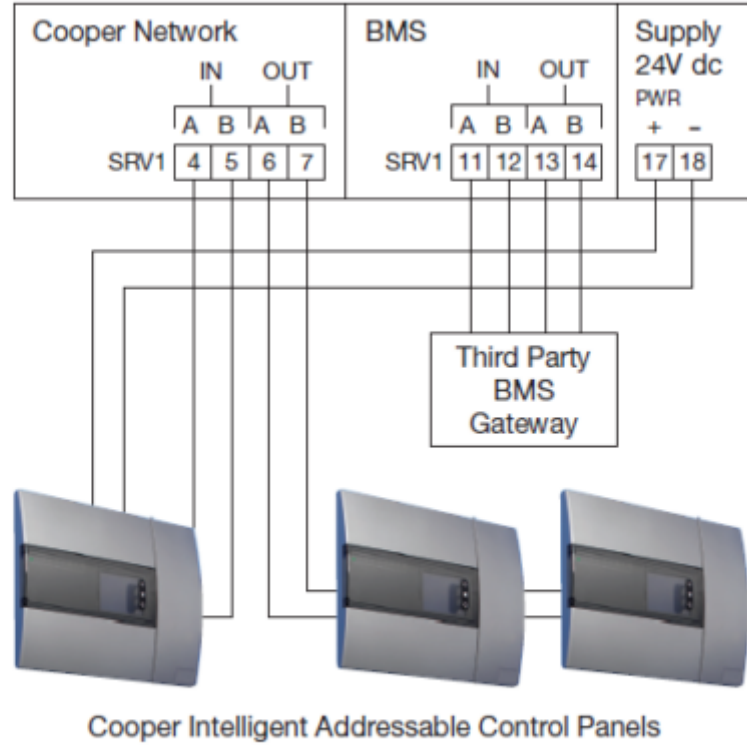 Cooper Network
IN OUT
A B A B
SRV1 4 5 6 7
BMS
IN OUT
A B A B
SRV1 11 12 13 14
Supply
24V dc
PWR
+ −
17 18
Third Party
BMS
Gateway
Cooper Intelligent Addressable Control Panels